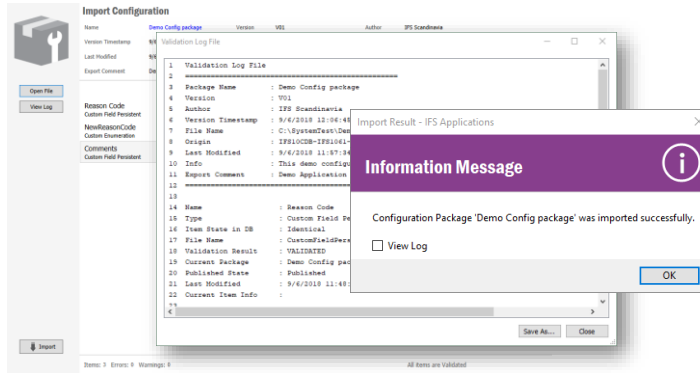 Import Configuration
Name Demo Config package Version V01 Author IFS Scandinavia
Version Timestamp
Last Modified
Export Comment
Open File
View Log
Reason Code
Custom Field Persistent
NewReasonCode
Custom Enumeration
Comments
Custom Field Persistent
Import
Items: 3 Errors: 0 Warnings: 0 All items are Validated
Validation Log File
1 Validation Log File
2 ==================================================
3 Package Name : Demo Config package
4 Version : V01
5 Author : IFS Scandinavia
6 Version Timestamp : 9/6/2018 12:06:48
7 File Name : C:\SystemTest\Dem
8 Origin : IFS10CDB-IFS1061-
9 Last Modified : 9/6/2018 11:57:34
10 Info : This demo configu
11 Export Comment : Demo Application
12 ==================================================
13
14 Name : Reason Code
15 Type : Custom Field Pe
16 Item State in DB : Identical
17 File Name : CustomFieldPers
18 Validation Result : VALIDATED
19 Current Package : Demo Config pac
20 Published State : Published
21 Last Modified : 9/6/2018 11:48:
22 Current Item Info :
Save As... Close
Import Result - IFS Applications
Information Message
Configuration Package 'Demo Config package' was imported successfully.
View Log
OK